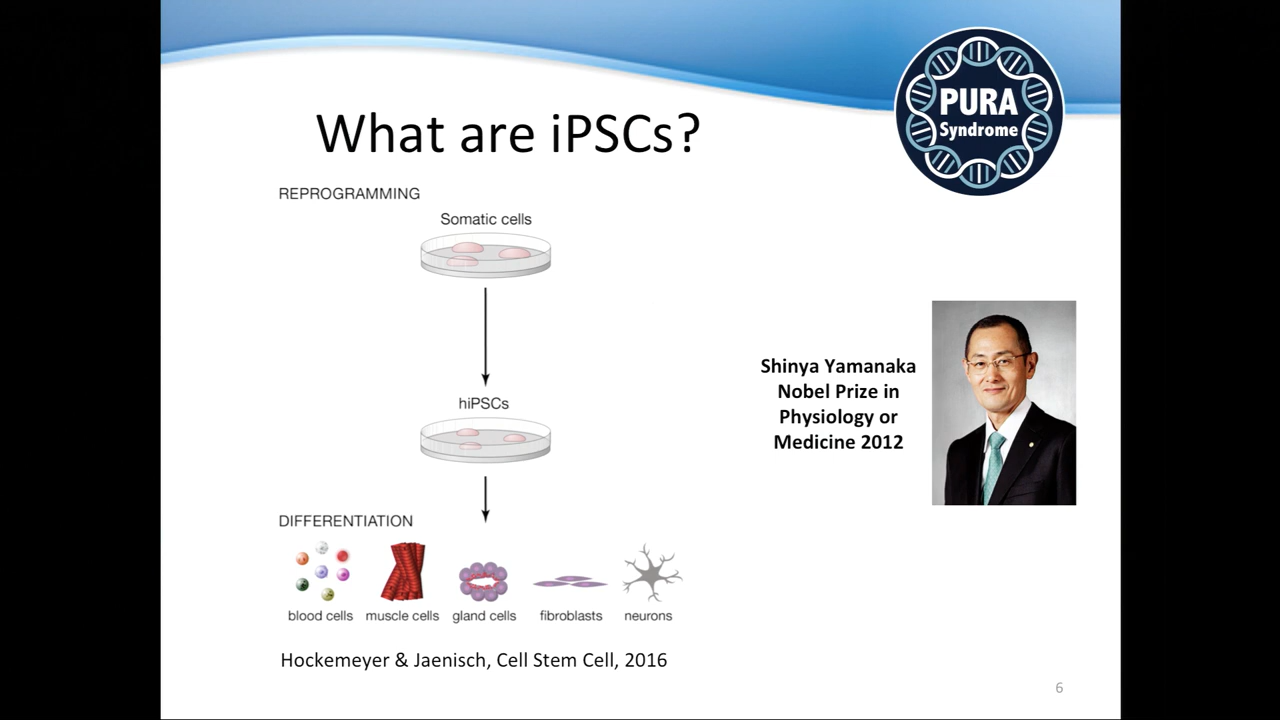 PURA
Syndrome
What are iPSCs?
REPROGRAMMING
Somatic cells
hiPSCs
Shinya Yamanaka
Nobel Prize in
Physiology or
Medicine 2012
DIFFERENTIATION
blood cells muscle cells gland cells fibroblasts neurons
Hockemeyer & Jaenisch, Cell Stem Cell, 2016
6